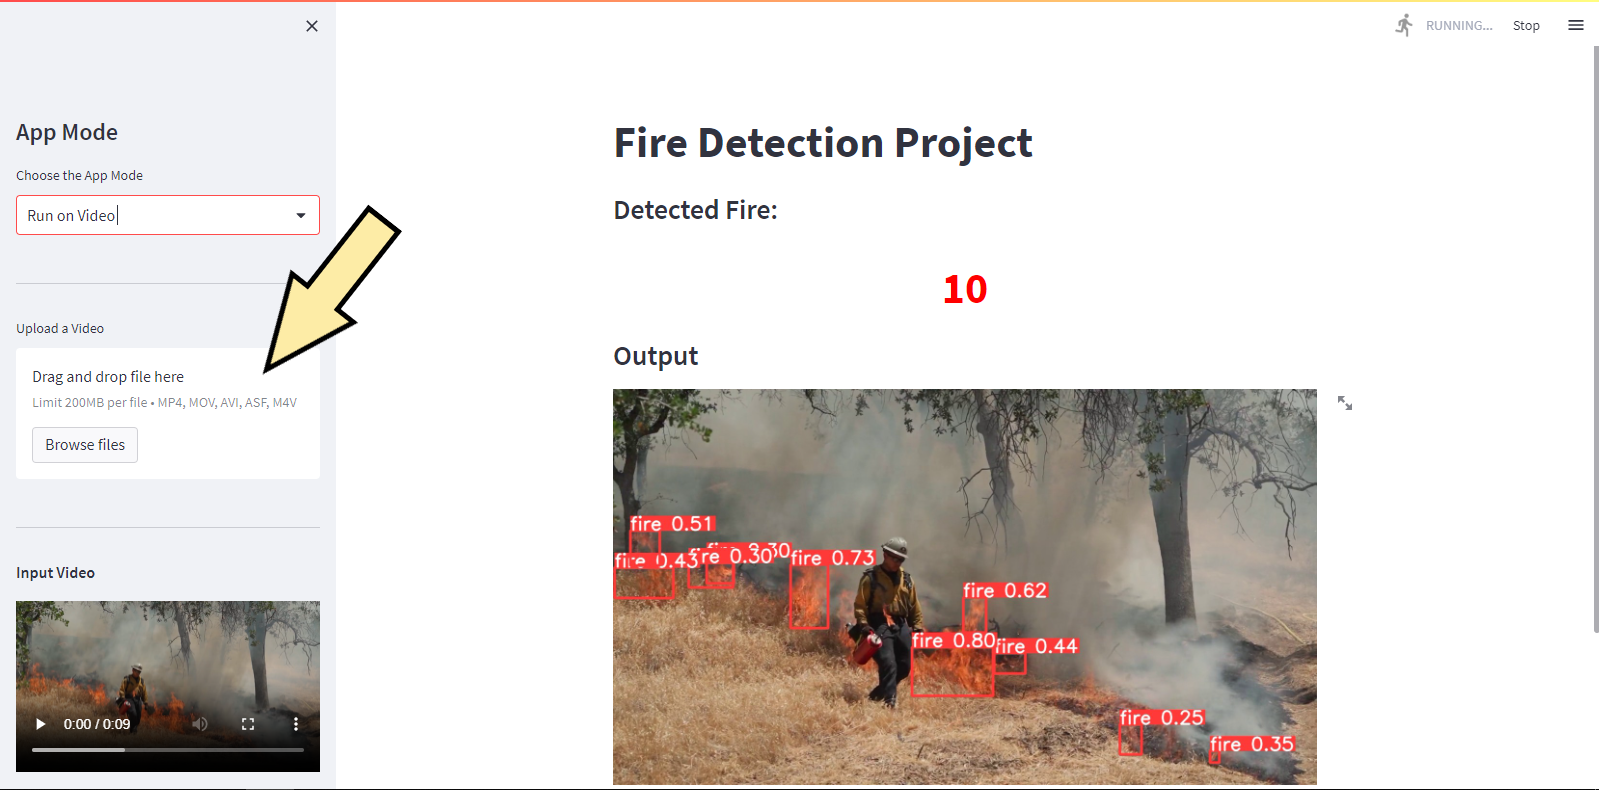 RUNNING...
Stop
App Mode
Choose the App Mode
Run on Video
Upload a Video
Drag and drop file here
Limit 200MB per file • MP4, MOV, AVI, ASF, M4V
Browse files
Input Video
0:00 / 0:09
Fire Detection Project
Detected Fire:
10
Output
fire 0.51
fire 0.43
fire 0.30
fire 0.73
fire 0.62
fire 0.80
fire 0.44
fire 0.25
fire 0.35